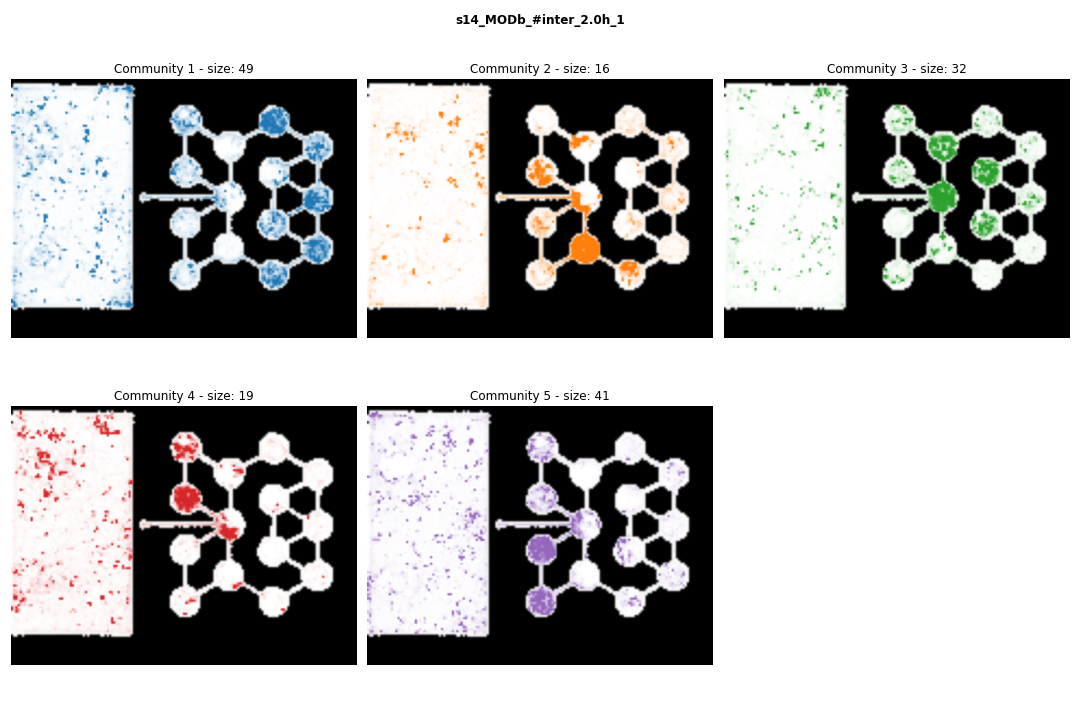 s14_MODb_#inter_2.0h_1
Community 1 - size: 49
Community 2 - size: 16
Community 3 - size: 32
Community 4 - size: 19
Community 5 - size: 41